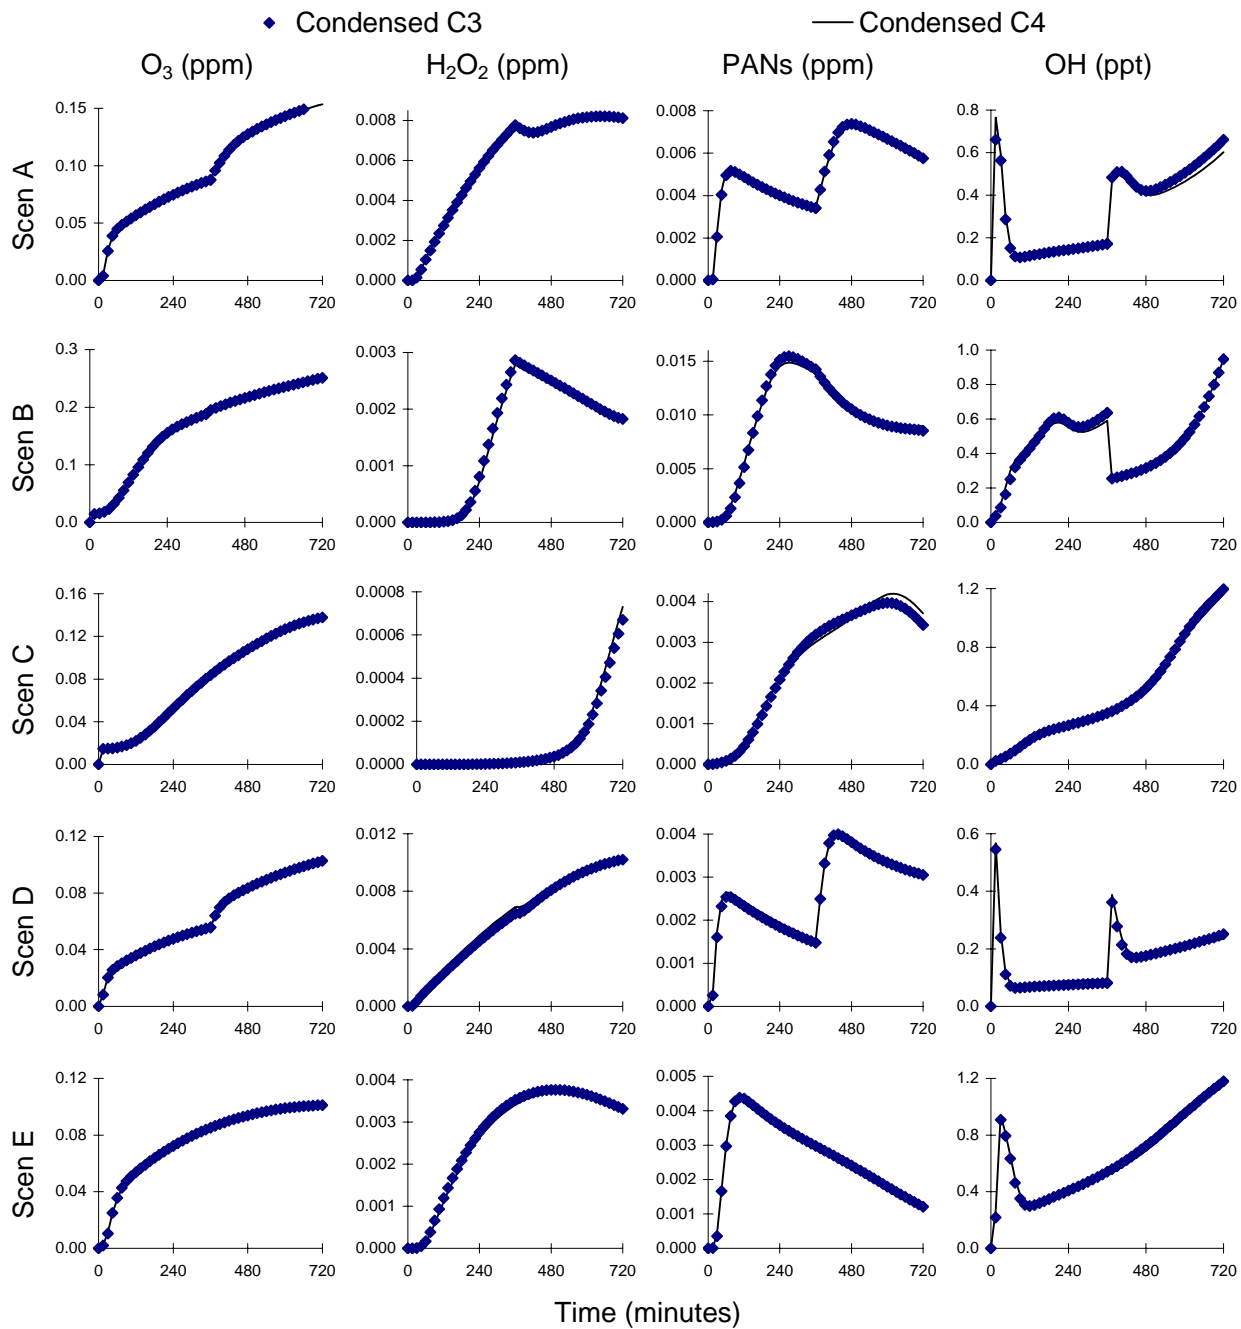 Condensed C3 Condensed C4
O₃ (ppm) H₂O₂ (ppm) PANs (ppm) OH (ppt)
Scen A
0.15 0.10 0.05 0.00
0 240 480 720
0.008 0.006 0.004 0.002 0.000
0 240 480 720
0.008 0.006 0.004 0.002 0.000
0 240 480 720
0.8 0.6 0.4 0.2 0.0
0 240 480 720
Scen B
0.3 0.2 0.1 0.0
0 240 480 720
0.003 0.002 0.001 0.000
0 240 480 720
0.015 0.010 0.005 0.000
0 240 480 720
1.0 0.8 0.6 0.4 0.2 0.0
0 240 480 720
Scen C
0.16 0.12 0.08 0.04 0.00
0 240 480 720
0.0008 0.0006 0.0004 0.0002 0.0000
0 240 480 720
0.004 0.003 0.002 0.001 0.000
0 240 480 720
1.2 0.8 0.4 0.0
0 240 480 720
Scen D
0.12 0.08 0.04 0.00
0 240 480 720
0.012 0.008 0.004 0.000
0 240 480 720
0.004 0.003 0.002 0.001 0.000
0 240 480 720
0.6 0.4 0.2 0.0
0 240 480 720
Scen E
0.12 0.08 0.04 0.00
0 240 480 720
0.004 0.003 0.002 0.001 0.000
0 240 480 720
0.005 0.004 0.003 0.002 0.001 0.000
0 240 480 720
1.2 0.8 0.4 0.0
0 240 480 720
Time (minutes)